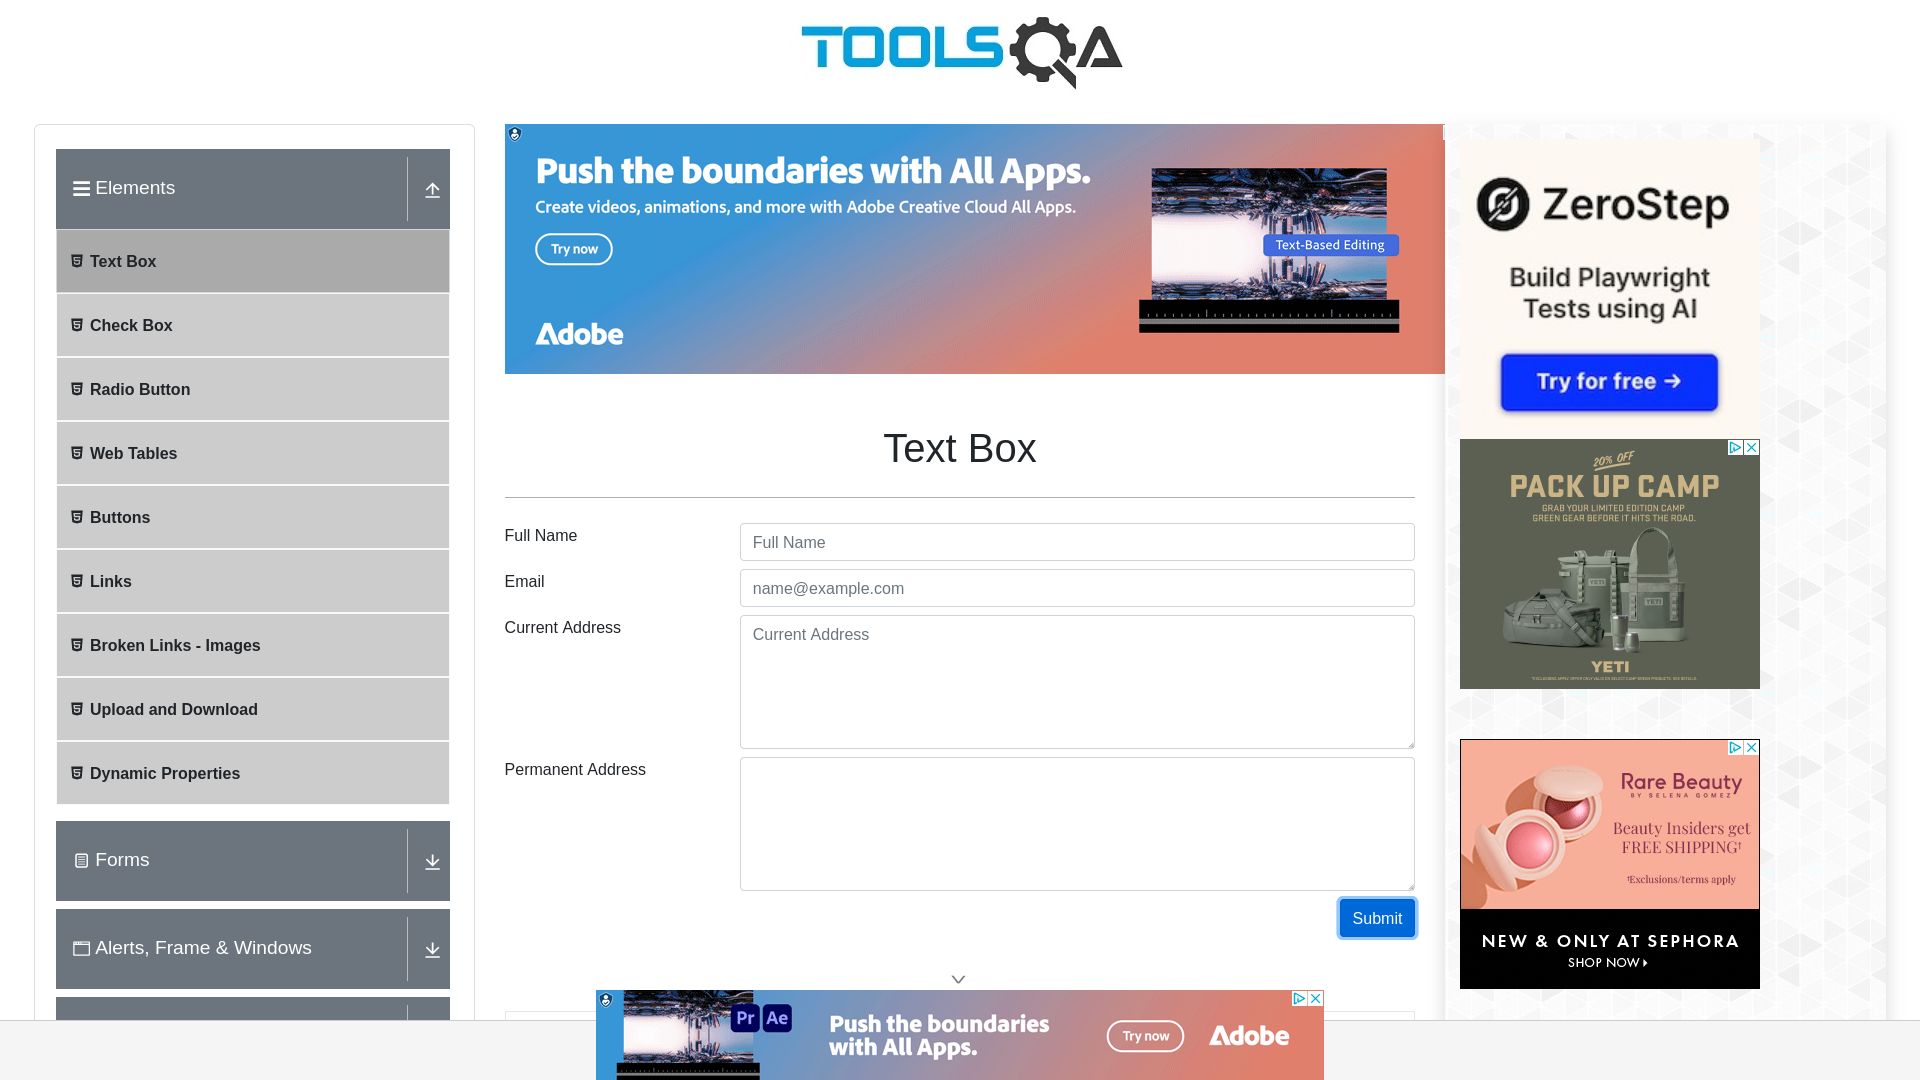 TOOLSQA
Elements
Text Box
Check Box
Radio Button
Web Tables
Buttons
Links
Broken Links - Images
Upload and Download
Dynamic Properties
Forms
Alerts, Frame & Windows
Push the boundaries with All Apps.
Create videos, animations, and more with Adobe Creative Cloud All Apps.
Try now
Adobe
Text-Based Editing
Text Box
Full Name
Full Name
Email
name@example.com
Current Address
Current Address
Permanent Address
Submit
ZeroStep
Build Playwright
Tests using AI
Try for free →
20% OFF
PACK UP CAMP
GRAB YOUR LIMITED EDITION CAMP
GREEN GEAR BEFORE IT HITS THE ROAD.
YETI
YETI
YETI
Rare Beauty
BY SELENA GOMEZ
Beauty Insiders get
FREE SHIPPING†
†Exclusions/terms apply
NEW & ONLY AT SEPHORA
SHOP NOW
Pr Ae
Push the boundaries
with All Apps.
Try now
Adobe